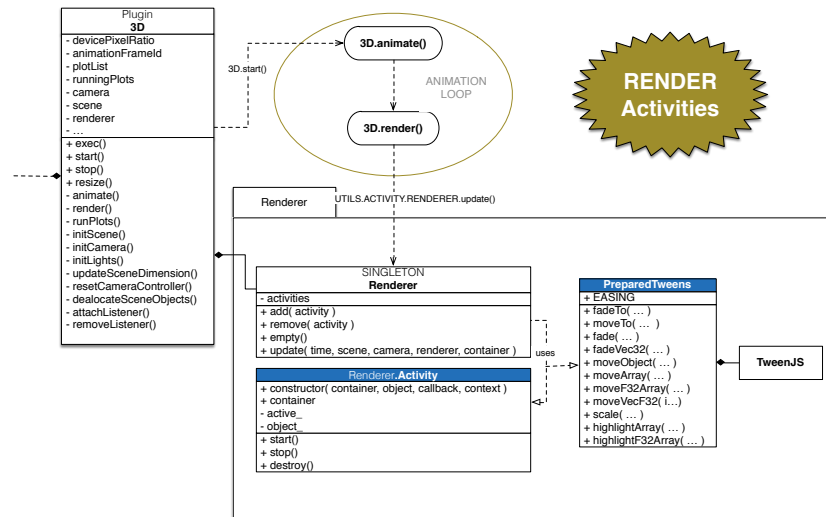 Plugin
3D
- devicePixelRatio
- animationFrameId
- plotList
- runningPlots
- camera
- scene
- renderer
- ...
+ exec()
+ start()
+ stop()
+ resize()
- animate()
- render()
- runPlots()
- initScene()
- initCamera()
- initLights()
- updateSceneDimension()
- resetCameraController()
- dealocateSceneObjects()
- attachListener()
- removeListener()
3D.start()
3D.animate()
ANIMATION
LOOP
3D.render()
RENDER
Activities
Renderer
UTILS.ACTIVITY.RENDERER.update()
SINGLETON
Renderer
- activities
+ add( activity )
+ remove( activity )
+ empty()
+ update( time, scene, camera, renderer, container )
uses
Renderer.Activity
+ constructor( container, object, callback, context )
+ container
- active_
- object_
+ start()
+ stop()
+ destroy()
PreparedTweens
+ EASING
+ fadeTo( ... )
+ moveTo( ... )
+ fade( ... )
+ fadeVec32( ... )
+ moveObject( ... )
+ moveArray( ... )
+ moveF32Array( ... )
+ moveVecF32( i...)
+ scale( ... )
+ highlightArray( ... )
+ highlightF32Array( ... )
TweenJS